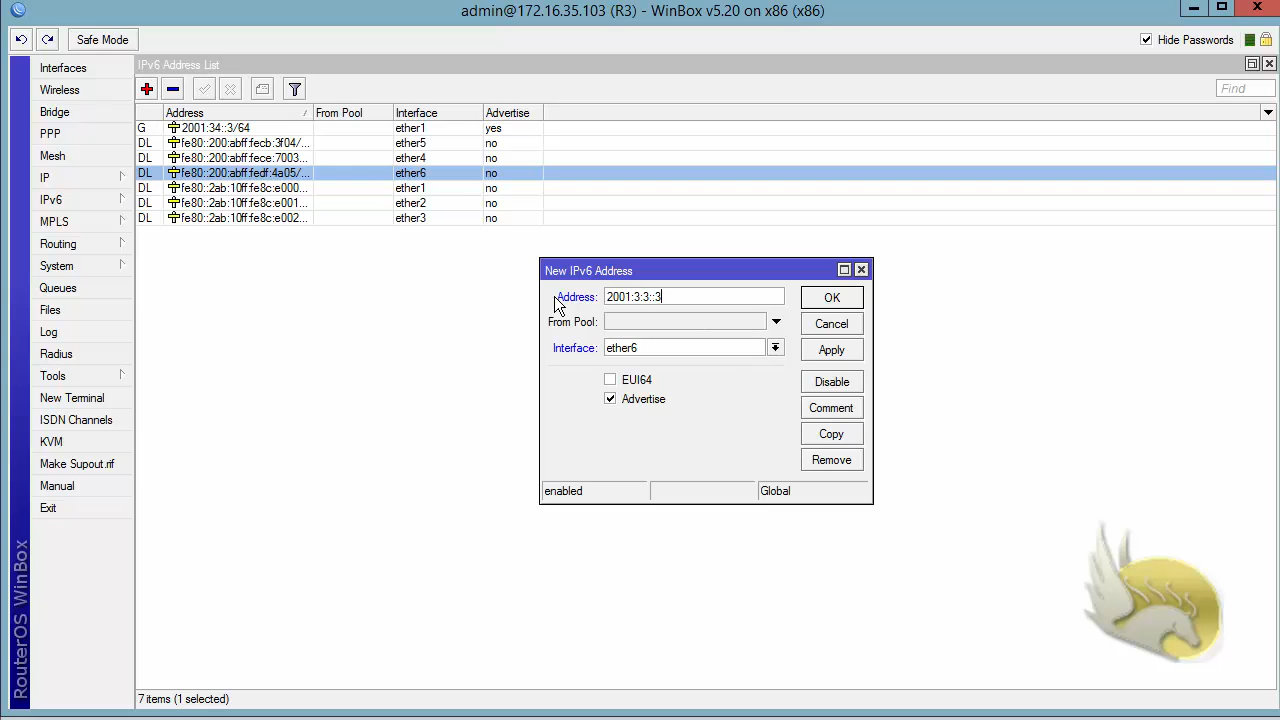 admin@172.16.35.103 (R3) - WinBox v5.20 on x86 (x86)
Safe Mode
Hide Passwords
Interfaces
Wireless
Bridge
PPP
Mesh
IP
IPv6
MPLS
Routing
System
Queues
Files
Log
Radius
Tools
New Terminal
ISDN Channels
KVM
Make Supout.rif
Manual
Exit
RouterOS WinBox
IPv6 Address List
Find
Address From Pool Interface Advertise
G 2001:34::3/64 ether1 yes
DL fe80::200:abff:fecb:3f04/... ether5 no
DL fe80::200:abff:fece:7003... ether4 no
DL fe80::200:abff:fedf:4a05/... ether6 no
DL fe80::2ab:10ff:fe8c:e000... ether1 no
DL fe80::2ab:10ff:fe8c:e001... ether2 no
DL fe80::2ab:10ff:fe8c:e002... ether3 no
New IPv6 Address
Address: 2001:3:3::3
From Pool:
Interface: ether6
EUI64
Advertise
OK
Cancel
Apply
Disable
Comment
Copy
Remove
enabled Global
7 items (1 selected)